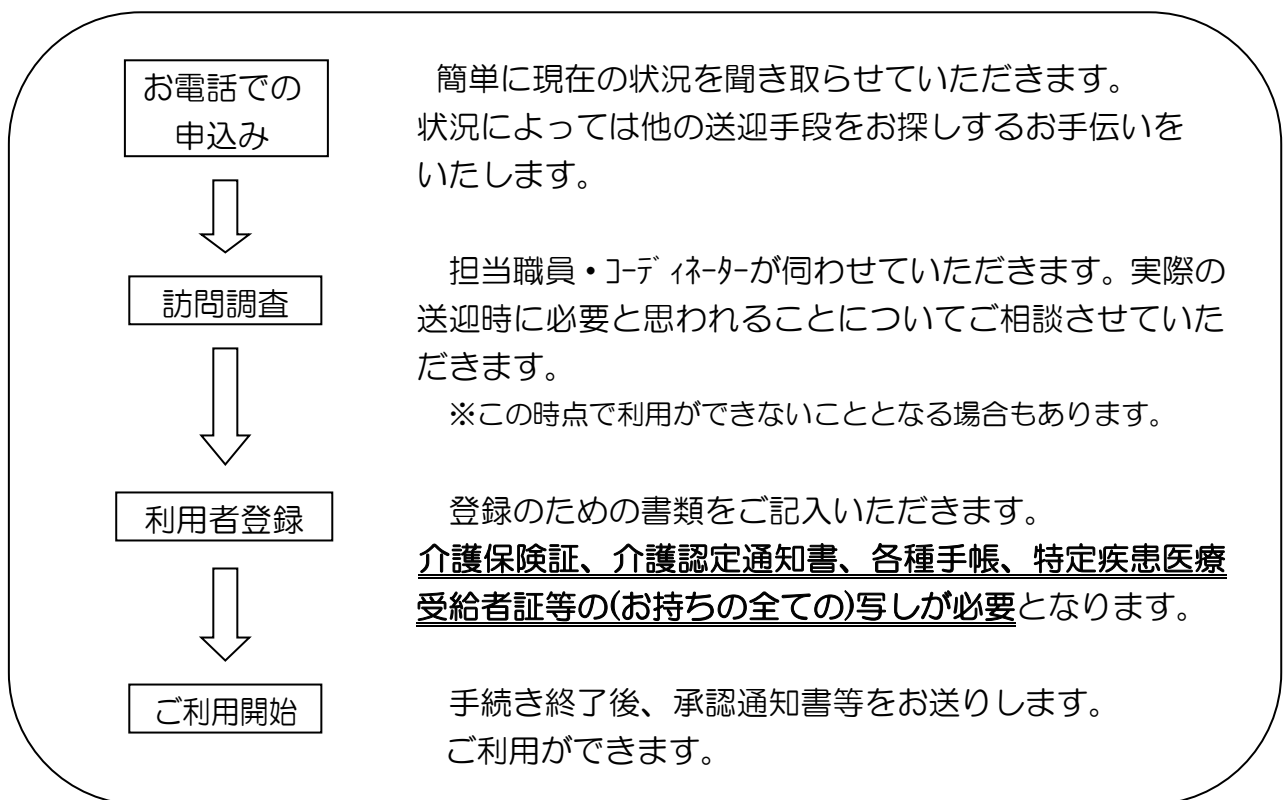 お電話での
申込み
簡単に現在の状況を聞き取らせていただきます。
状況によっては他の送迎手段をお探しするお手伝いを
いたします。
訪問調査
担当職員・ｺｰﾃﾞｨﾈｰﾀｰが伺わせていただきます。実際の
送迎時に必要と思われることについてご相談させていた
だきます。
※この時点で利用ができないこととなる場合もあります。
利用者登録
登録のための書類をご記入いただきます。
介護保険証、介護認定通知書、各種手帳、特定疾患医療
受給者証等の(お持ちの全ての)写しが必要となります。
ご利用開始
手続き終了後、承認通知書等をお送りします。
ご利用ができます。